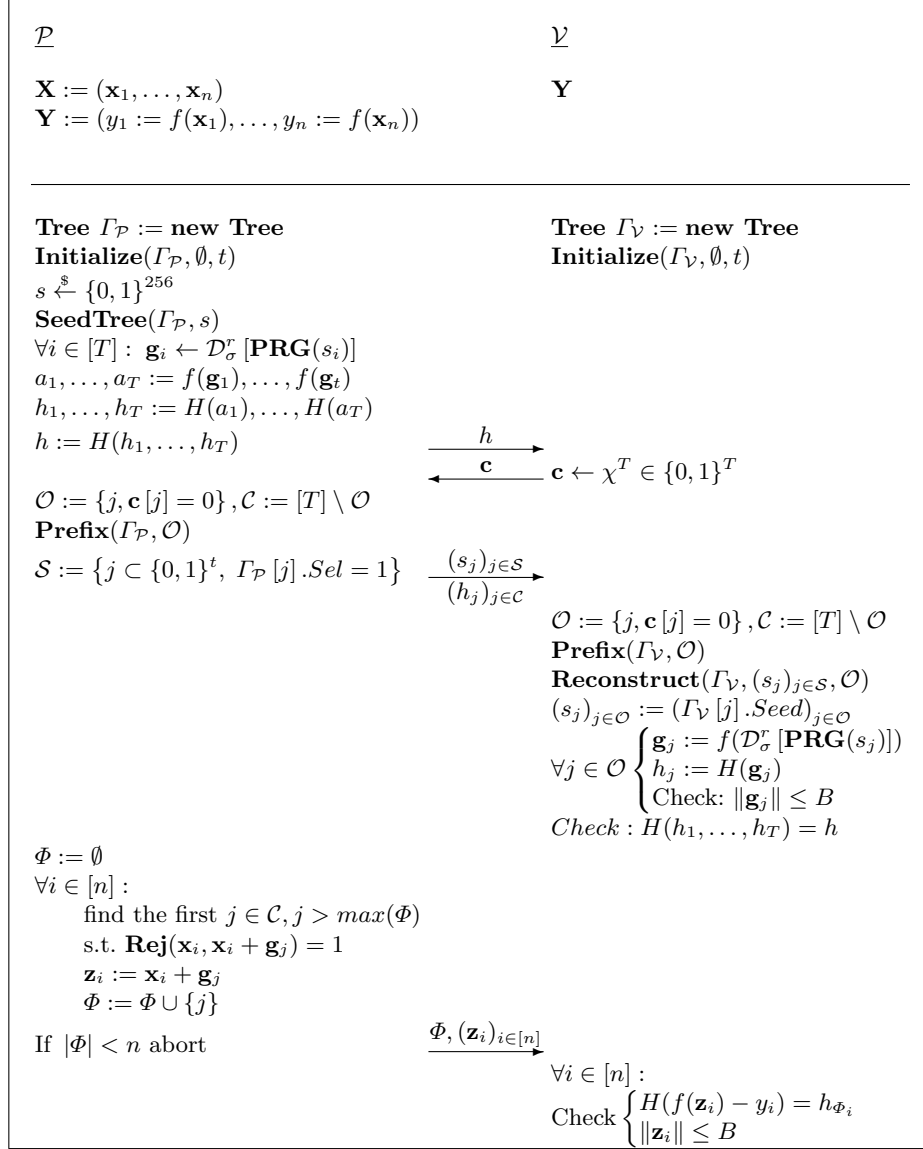 𝒫 𝒱
𝐗 := (𝐱₁, . . . , 𝐱ₙ) 𝐘
𝐘 := (y₁ := f(𝐱₁), . . . , yₙ := f(𝐱ₙ))
Tree Γ_𝒫 := new Tree Tree Γ_𝒱 := new Tree
Initialize(Γ_𝒫, ∅, t) Initialize(Γ_𝒱, ∅, t)
s ←$ {0, 1}²⁵⁶
SeedTree(Γ_𝒫, s)
∀i ∈ [T] : 𝐠ᵢ ← 𝒟_σ^r [PRG(sᵢ)]
a₁, . . . , a_T := f(𝐠₁), . . . , f(𝐠ₜ)
h₁, . . . , h_T := H(a₁), . . . , H(a_T)
h := H(h₁, . . . , h_T) h
𝐜 𝐜 ← χ^T ∈ {0, 1}^T
𝒪 := {j, 𝐜 [j] = 0} , 𝒞 := [T] \ 𝒪
Prefix(Γ_𝒫, 𝒪)
𝒮 := {j ⊂ {0, 1}^t, Γ_𝒫 [j] .Sel = 1} (s_j)_{j∈𝒮}
(h_j)_{j∈𝒞}
𝒪 := {j, 𝐜 [j] = 0} , 𝒞 := [T] \ 𝒪
Prefix(Γ_𝒱, 𝒪)
Reconstruct(Γ_𝒱, (s_j)_{j∈𝒮}, 𝒪)
(s_j)_{j∈𝒪} := (Γ_𝒱 [j] .Seed)_{j∈𝒪}
𝐠_j := f(𝒟_σ^r [PRG(s_j)])
∀j ∈ 𝒪 { h_j := H(𝐠_j)
Check: ‖𝐠_j‖ ≤ B
Check : H(h₁, . . . , h_T) = h
Φ := ∅
∀i ∈ [n] :
find the first j ∈ 𝒞, j > max(Φ)
s.t. Rej(𝐱ᵢ, 𝐱ᵢ + 𝐠_j) = 1
𝐳ᵢ := 𝐱ᵢ + 𝐠_j
Φ := Φ ∪ {j}
If |Φ| < n abort Φ, (𝐳ᵢ)_{i∈[n]}
∀i ∈ [n] :
Check { H(f(𝐳ᵢ) − yᵢ) = h_{Φᵢ}
‖𝐳ᵢ‖ ≤ B